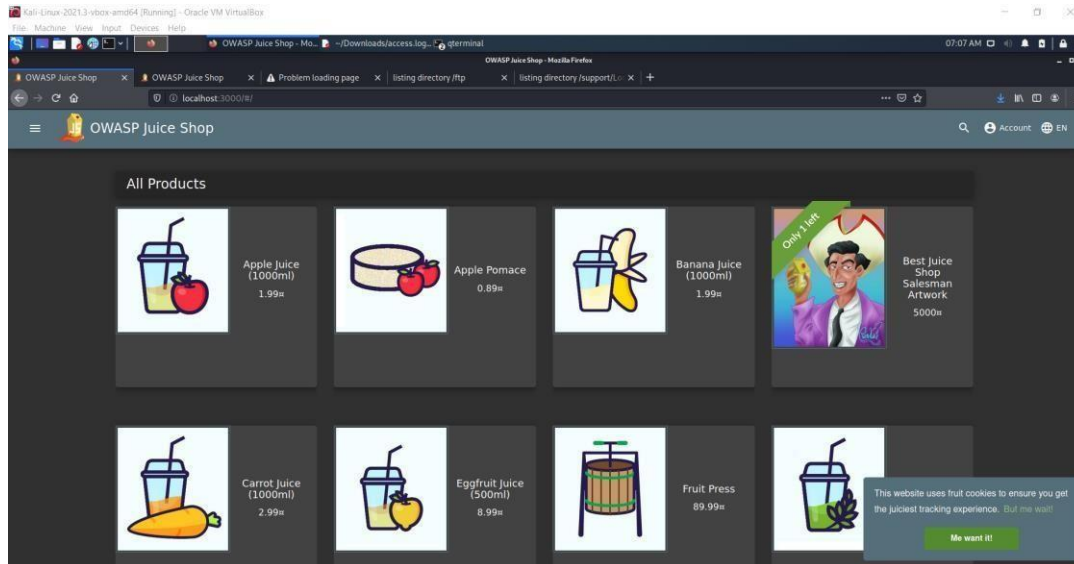 Kali-Linux-2021.3-vbox-amd64 [Running] - Oracle VM VirtualBox
File Machine View Input Devices Help
OWASP Juice Shop - Mo... ~/Downloads/access.log... qterminal 07:07 AM
OWASP Juice Shop - Mozilla Firefox
OWASP Juice Shop × OWASP Juice Shop × Problem loading page × listing directory /ftp × listing directory /support/Lo × +
localhost:3000/#/
OWASP Juice Shop Account EN
All Products
Apple Juice
(1000ml)
1.99¤
Apple Pomace
0.89¤
Banana Juice
(1000ml)
1.99¤
Only 1 left
Best Juice
Shop
Salesman
Artwork
5000¤
Carrot Juice
(1000ml)
2.99¤
Eggfruit Juice
(500ml)
8.99¤
Fruit Press
89.99¤
This website uses fruit cookies to ensure you get
the juiciest tracking experience. But me wait!
Me want it!